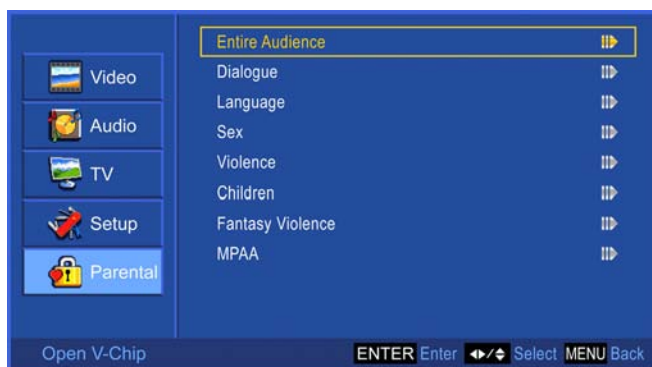 Video
Audio
TV
Setup
Parental
Entire Audience
Dialogue
Language
Sex
Violence
Children
Fantasy Violence
MPAA
Open V-Chip
ENTER Enter ◂▸/⬍ Select MENU Back